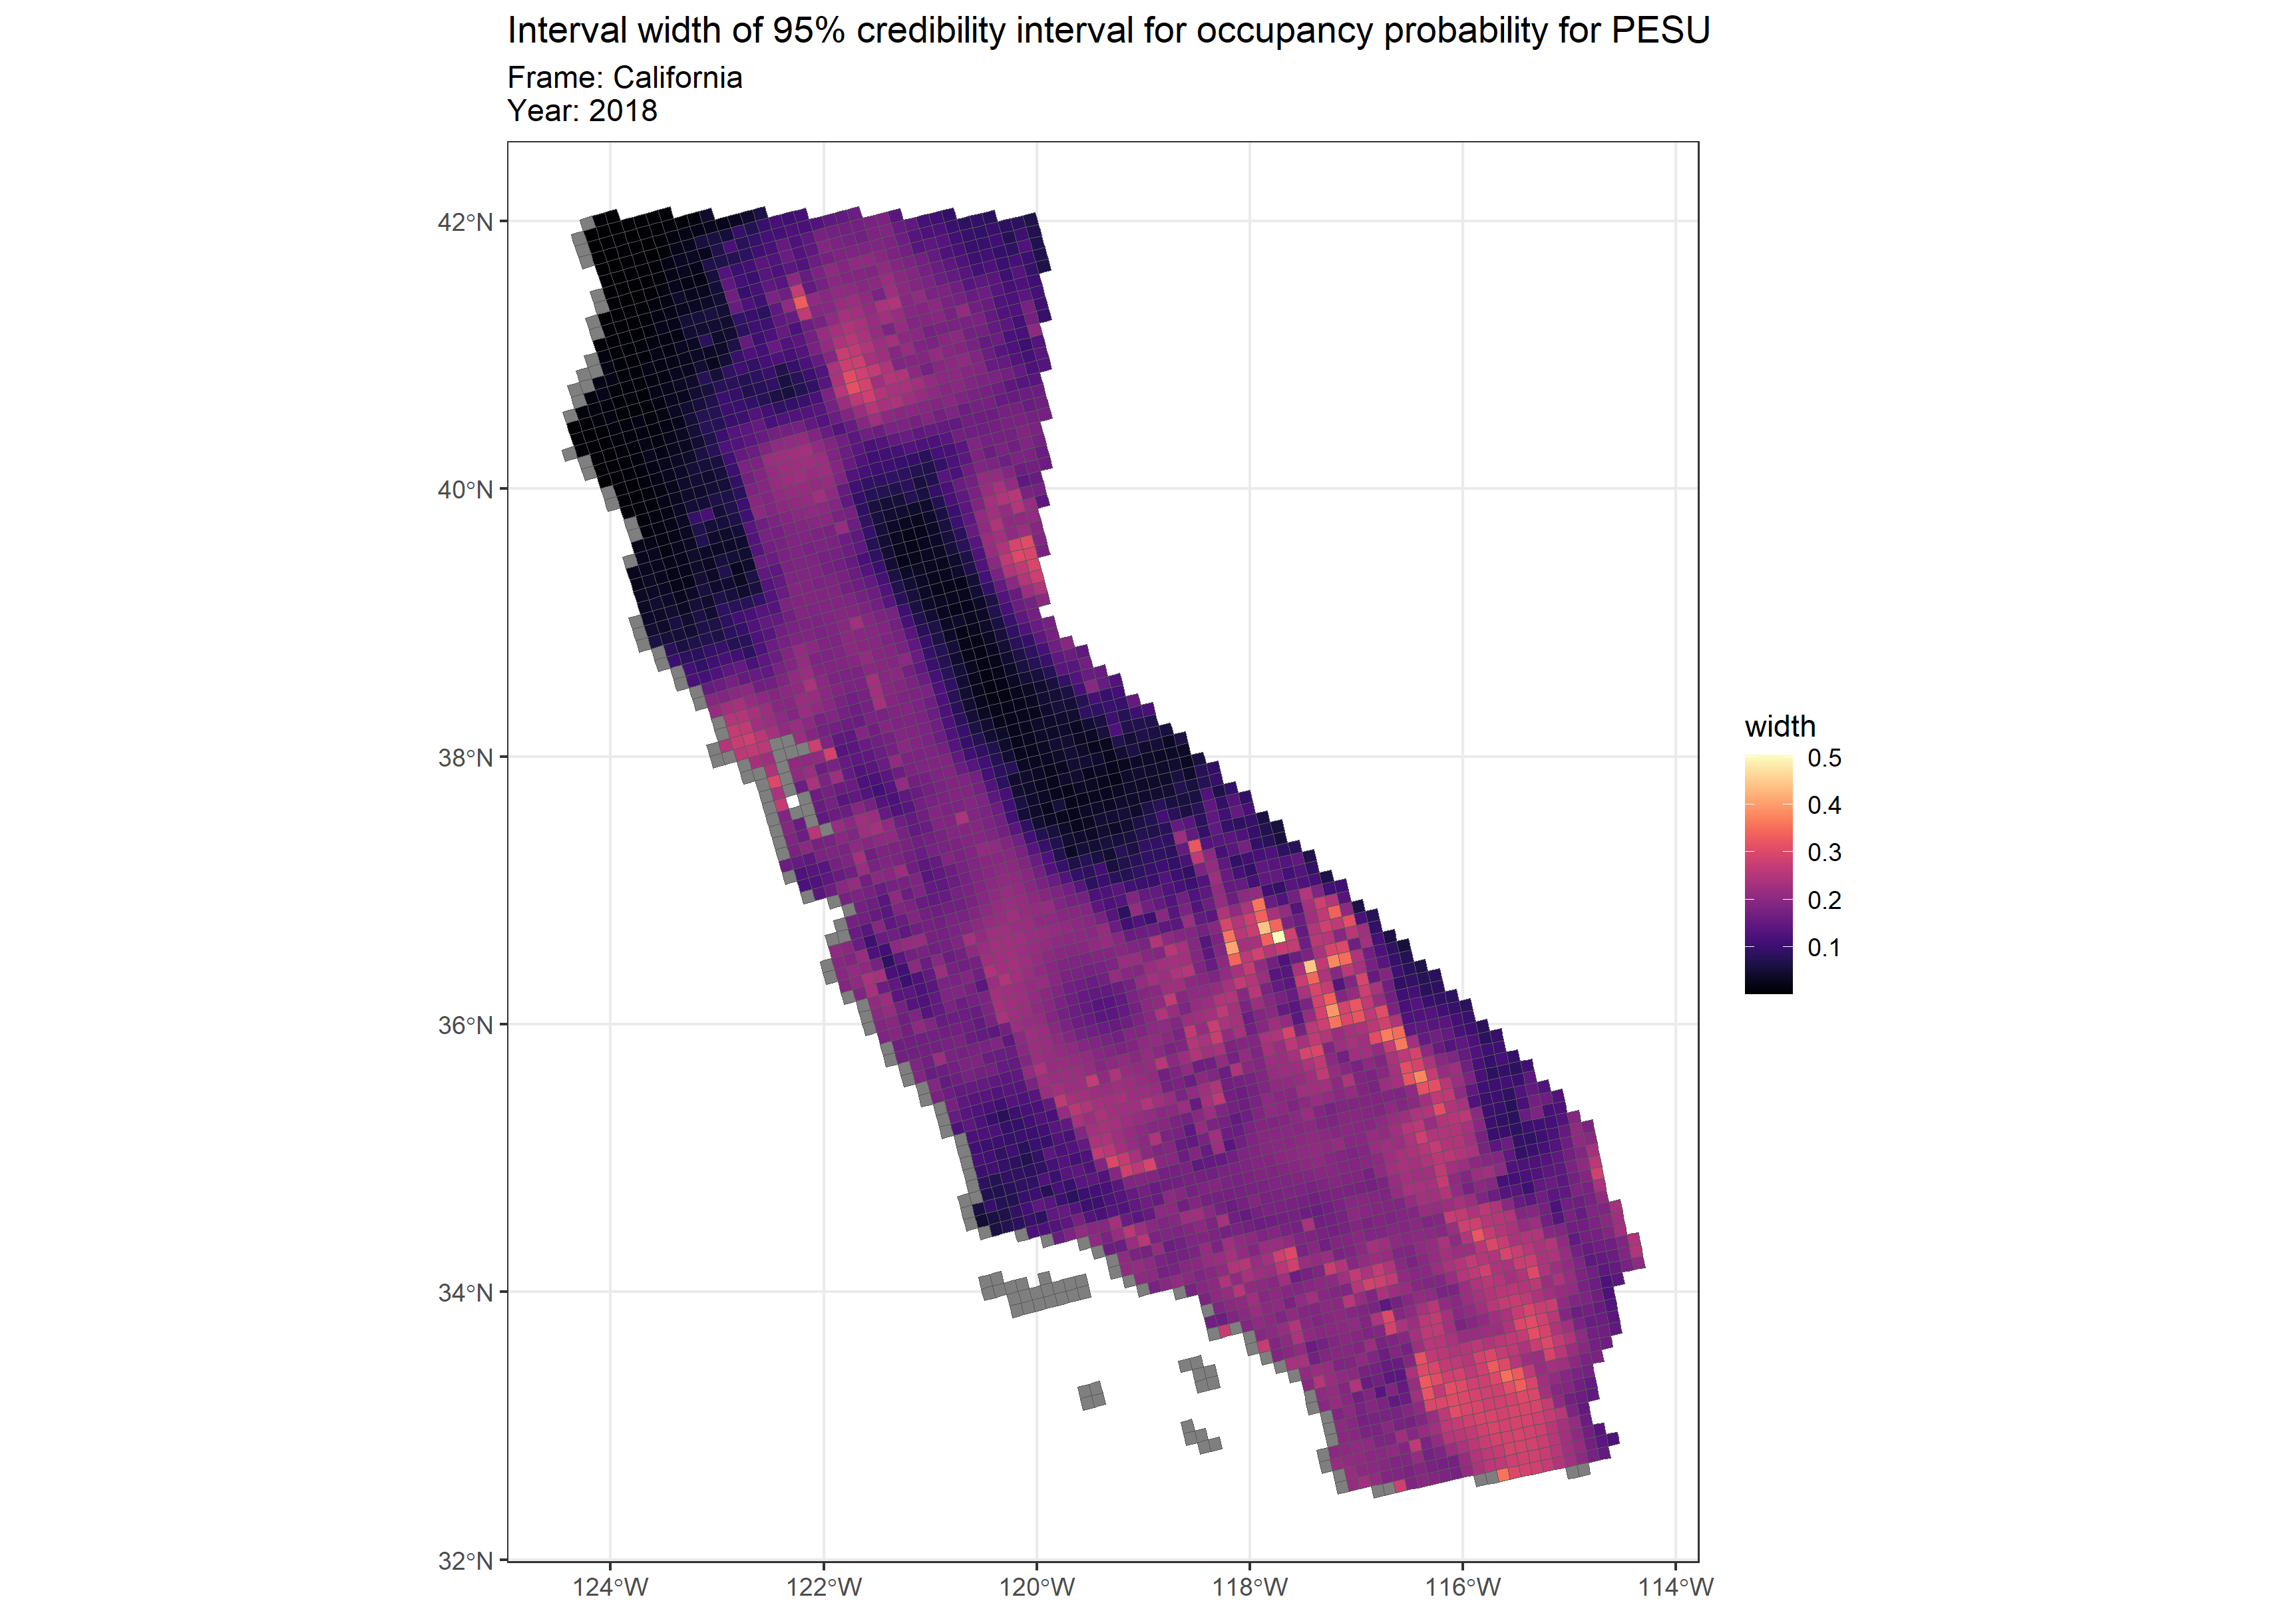 Interval width of 95% credibility interval for occupancy probability for PESU
Frame: California
Year: 2018
42°N
40°N
38°N
36°N
34°N
32°N
124°W
122°W
120°W
118°W
116°W
114°W
width
0.5
0.4
0.3
0.2
0.1